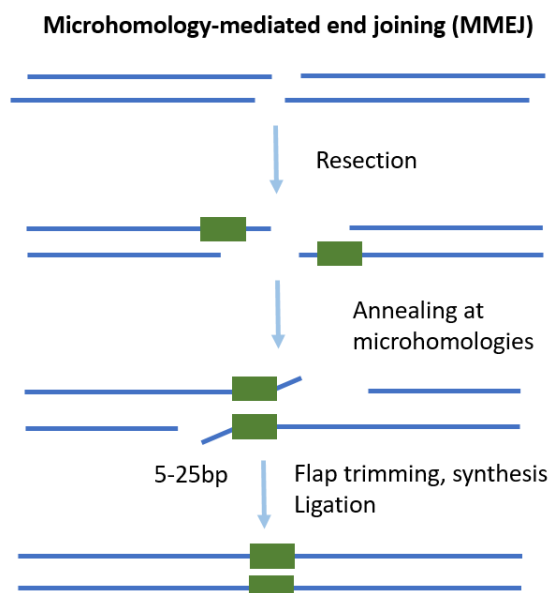 Microhomology-mediated end joining (MMEJ)
Resection
Annealing at
microhomologies
5-25bp
Flap trimming, synthesis
Ligation